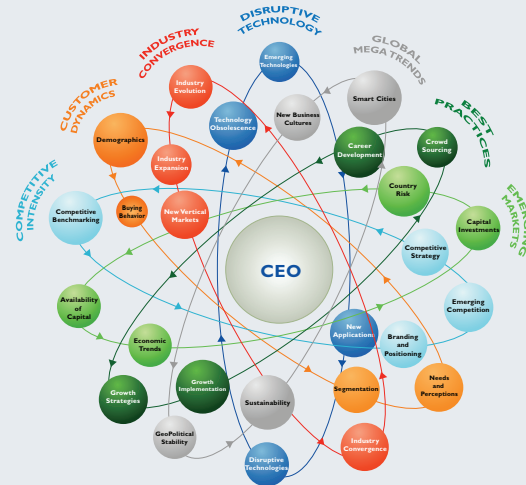 DISRUPTIVE
TECHNOLOGY
INDUSTRY
CONVERGENCE
GLOBAL
MEGA TRENDS
CUSTOMER
DYNAMICS
BEST
PRACTICES
COMPETITIVE
INTENSITY
EMERGING
MARKETS
Emerging
Technologies
Industry
Evolution
Smart Cities
New Business
Cultures
Technology
Obsolescence
Demographics
Career
Development
Crowd
Sourcing
Industry
Expansion
Country
Risk
Competitive
Benchmarking
Buying
Behavior
New Vertical
Markets
Capital
Investments
Competitive
Strategy
CEO
Availability
of
Capital
Emerging
Competition
Economic
Trends
New
Applications
Branding
and
Positioning
Growth
Strategies
Growth
Implementation
Segmentation
Needs
and
Perceptions
Sustainability
GeoPolitical
Stability
Industry
Convergence
Disruptive
Technologies